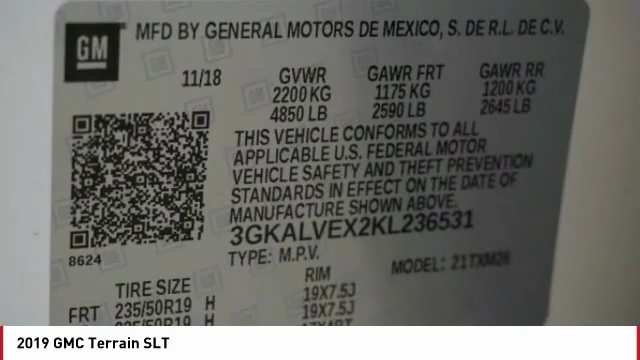 GM
MFD BY GENERAL MOTORS DE MEXICO, S. DE R.L. DE C.V.
11/18 GVWR GAWR FRT GAWR RR
2200 KG 1175 KG 1200 KG
4850 LB 2590 LB 2645 LB
THIS VEHICLE CONFORMS TO ALL
APPLICABLE U.S. FEDERAL MOTOR
VEHICLE SAFETY AND THEFT PREVENTION
STANDARDS IN EFFECT ON THE DATE OF
MANUFACTURE SHOWN ABOVE.
3GKALVEX2KL236531
8624 TYPE: M.P.V. MODEL: 21TXM26
TIRE SIZE RIM
FRT 235/50R19 H 19X7.5J
235/50R19 H 19X7.5J
2019 GMC Terrain SLT